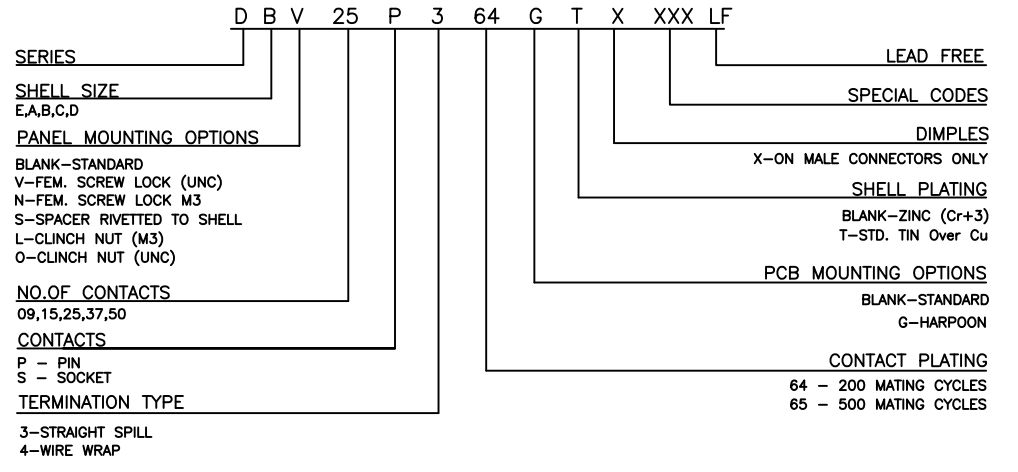 D B V 25 P 3 64 G T X XXX LF
SERIES
SHELL SIZE
E,A,B,C,D
PANEL MOUNTING OPTIONS
BLANK-STANDARD
V-FEM. SCREW LOCK (UNC)
N-FEM. SCREW LOCK M3
S-SPACER RIVETTED TO SHELL
L-CLINCH NUT (M3)
O-CLINCH NUT (UNC)
NO.OF CONTACTS
09,15,25,37,50
CONTACTS
P - PIN
S - SOCKET
TERMINATION TYPE
3-STRAIGHT SPILL
4-WIRE WRAP
LEAD FREE
SPECIAL CODES
DIMPLES
X-ON MALE CONNECTORS ONLY
SHELL PLATING
BLANK-ZINC (Cr+3)
T-STD. TIN Over Cu
PCB MOUNTING OPTIONS
BLANK-STANDARD
G-HARPOON
CONTACT PLATING
64 - 200 MATING CYCLES
65 - 500 MATING CYCLES